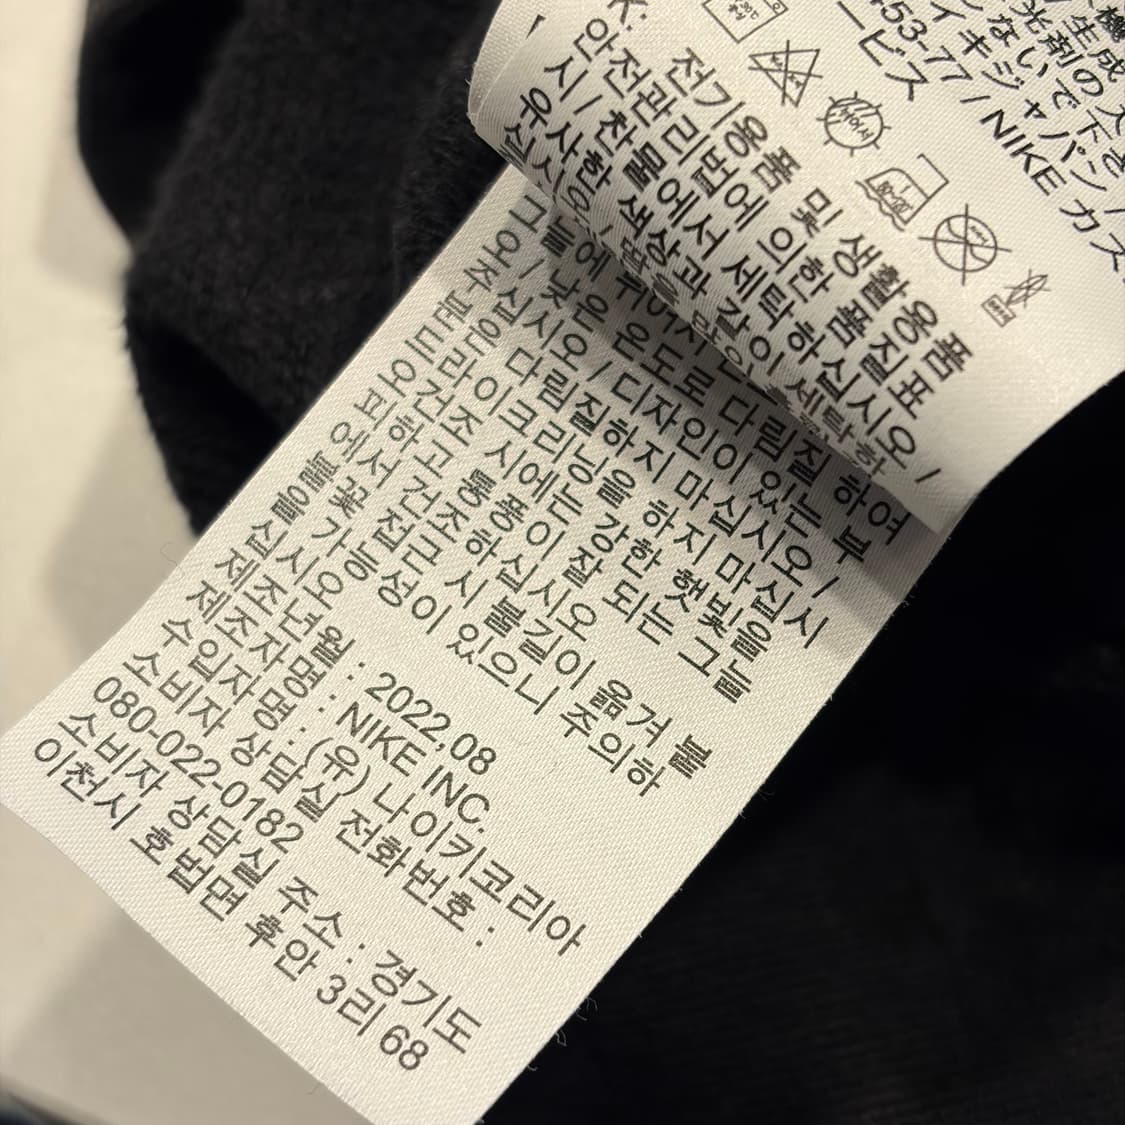 K:
전기용품 및 생활용품
안전관리법에 의한 품질표
시 / 찬물에서 세탁하십시오 /
유사한 색상과 같이 세탁하
십시오
그늘에 뉘어서
오 / 낮은 온도로 다림질 하여
주십시오 / 디자인이 있는 부
분은 다림질하지 마십시오 /
드라이크리닝을 하지 마십시
오 건조 시에는 강한 햇빛을
피하고 통풍이 잘 되는 그늘
에서 건조하십시오
불꽃 접근 시 불길이 옮겨 붙
을 가능성이 있으니 주의하
십시오
제조년월 : 2022.08
제조자명 : NIKE INC.
수입자명 : (유) 나이키코리아
소비자 상담실 전화번호 :
080-022-0182
소비자 상담실 주소 : 경기도
이천시 호법면 후안 3리 68
53-77 / NIKE カス
ービス
イキジャパン